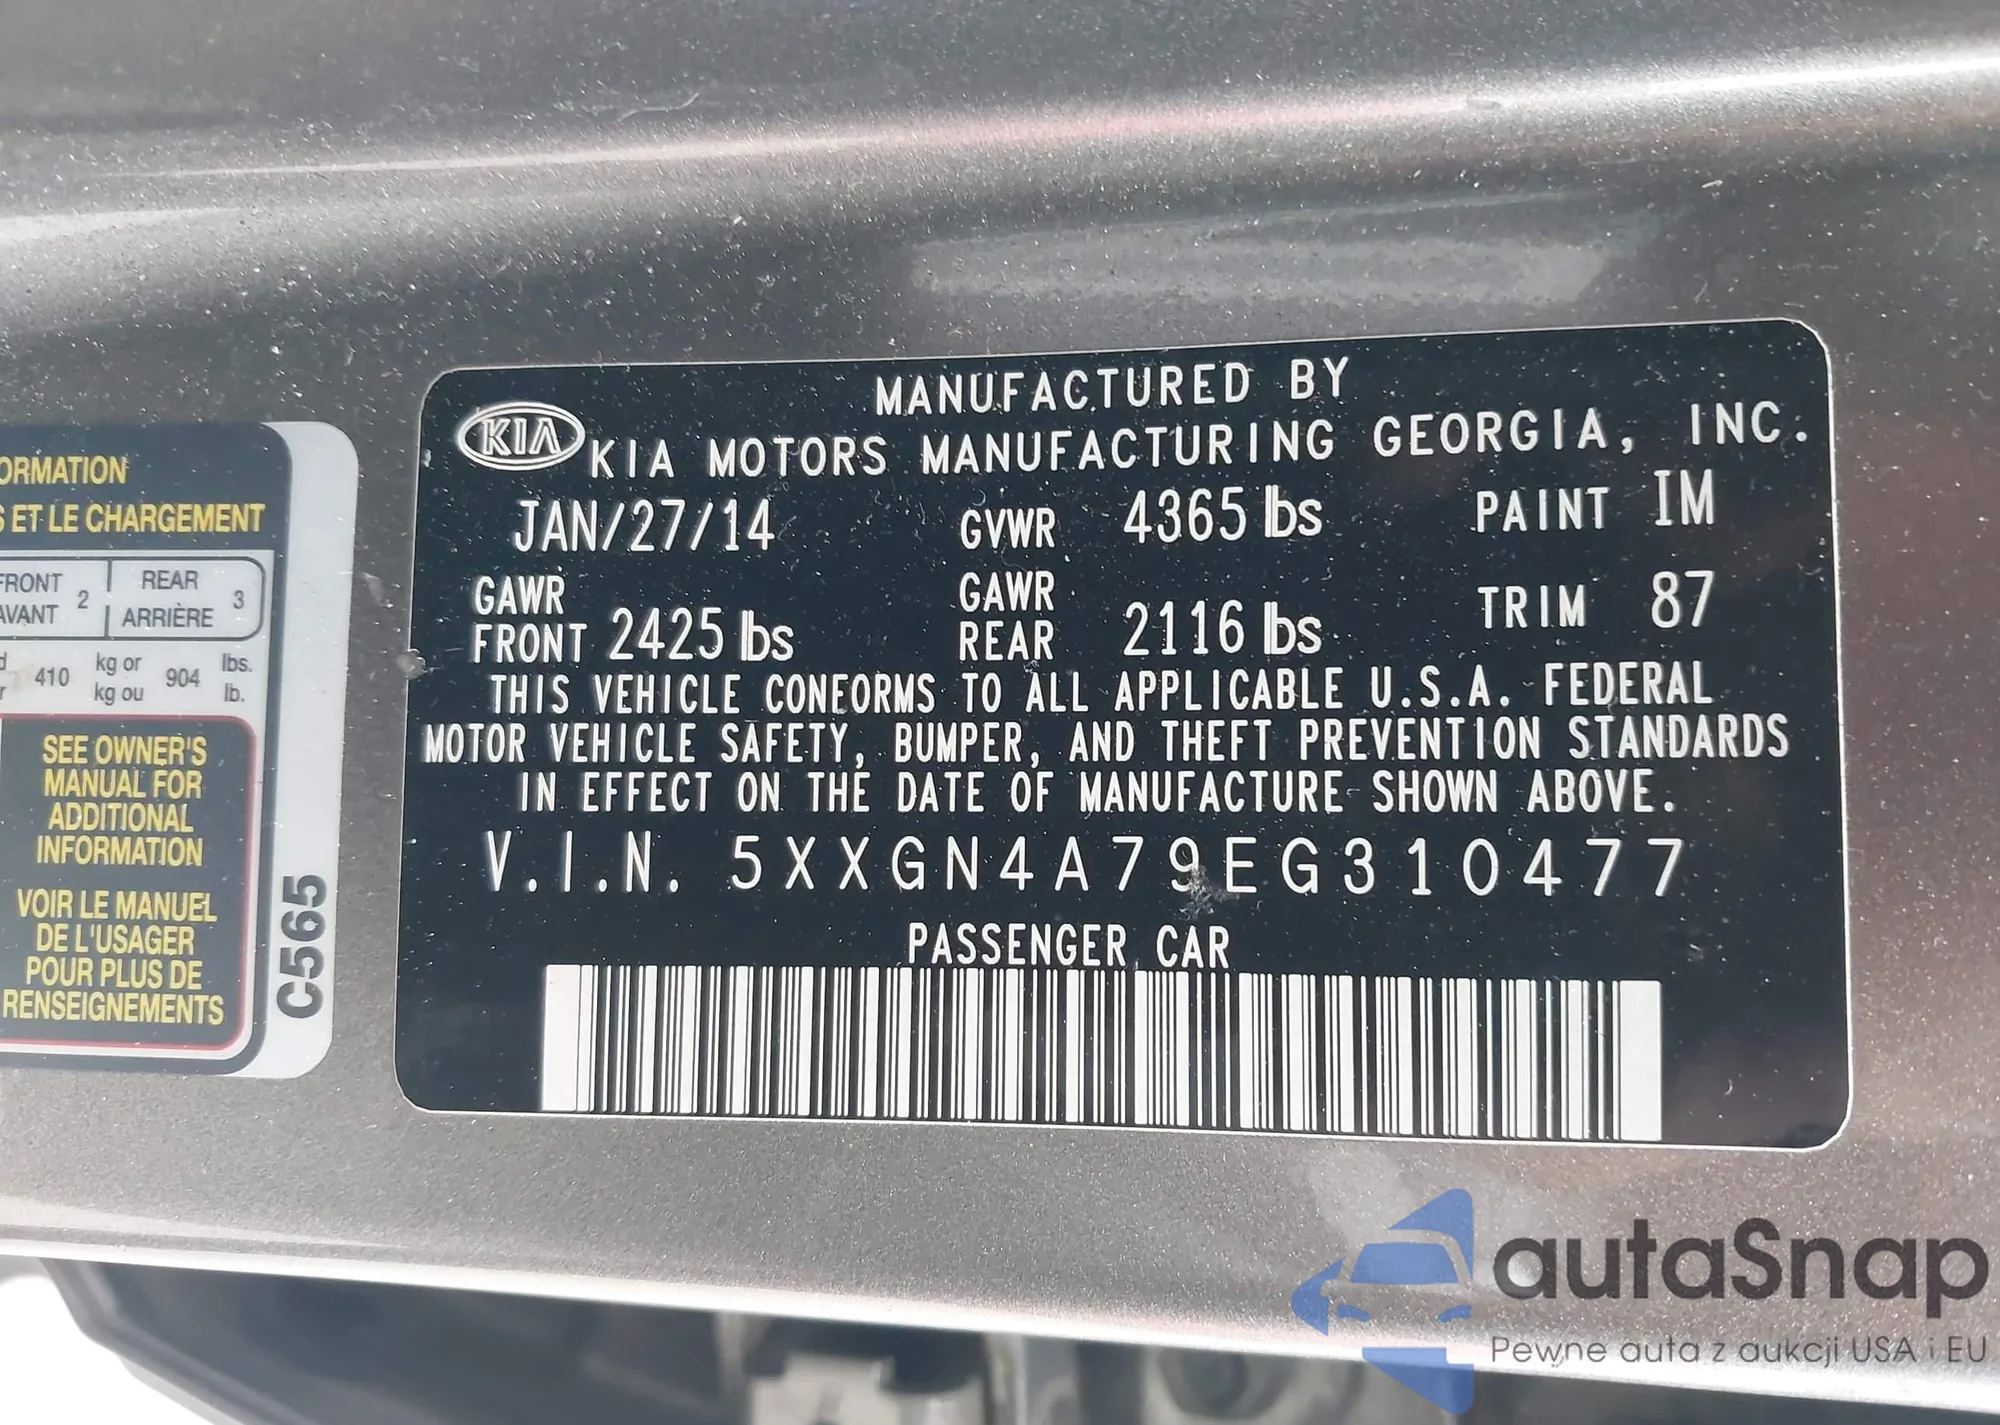 ORMATION
S ET LE CHARGEMENT
FRONT
AVANT
2
REAR
ARRIÈRE
3
410
kg or
kg ou
904
lbs.
lb.
SEE OWNER'S
MANUAL FOR
ADDITIONAL
INFORMATION
VOIR LE MANUEL
DE L'USAGER
POUR PLUS DE
RENSEIGNEMENTS
C565
MANUFACTURED BY
KIA KIA MOTORS MANUFACTURING GEORGIA, INC.
JAN/27/14 GVWR 4365 lbs PAINT IM
GAWR
FRONT 2425 lbs
GAWR
REAR 2116 lbs
TRIM 87
THIS VEHICLE CONFORMS TO ALL APPLICABLE U.S.A. FEDERAL
MOTOR VEHICLE SAFETY, BUMPER, AND THEFT PREVENTION STANDARDS
IN EFFECT ON THE DATE OF MANUFACTURE SHOWN ABOVE.
V.I.N. 5XXGN4A79EG310477
PASSENGER CAR
autaSnap
Pewne auta z aukcji USA i EU